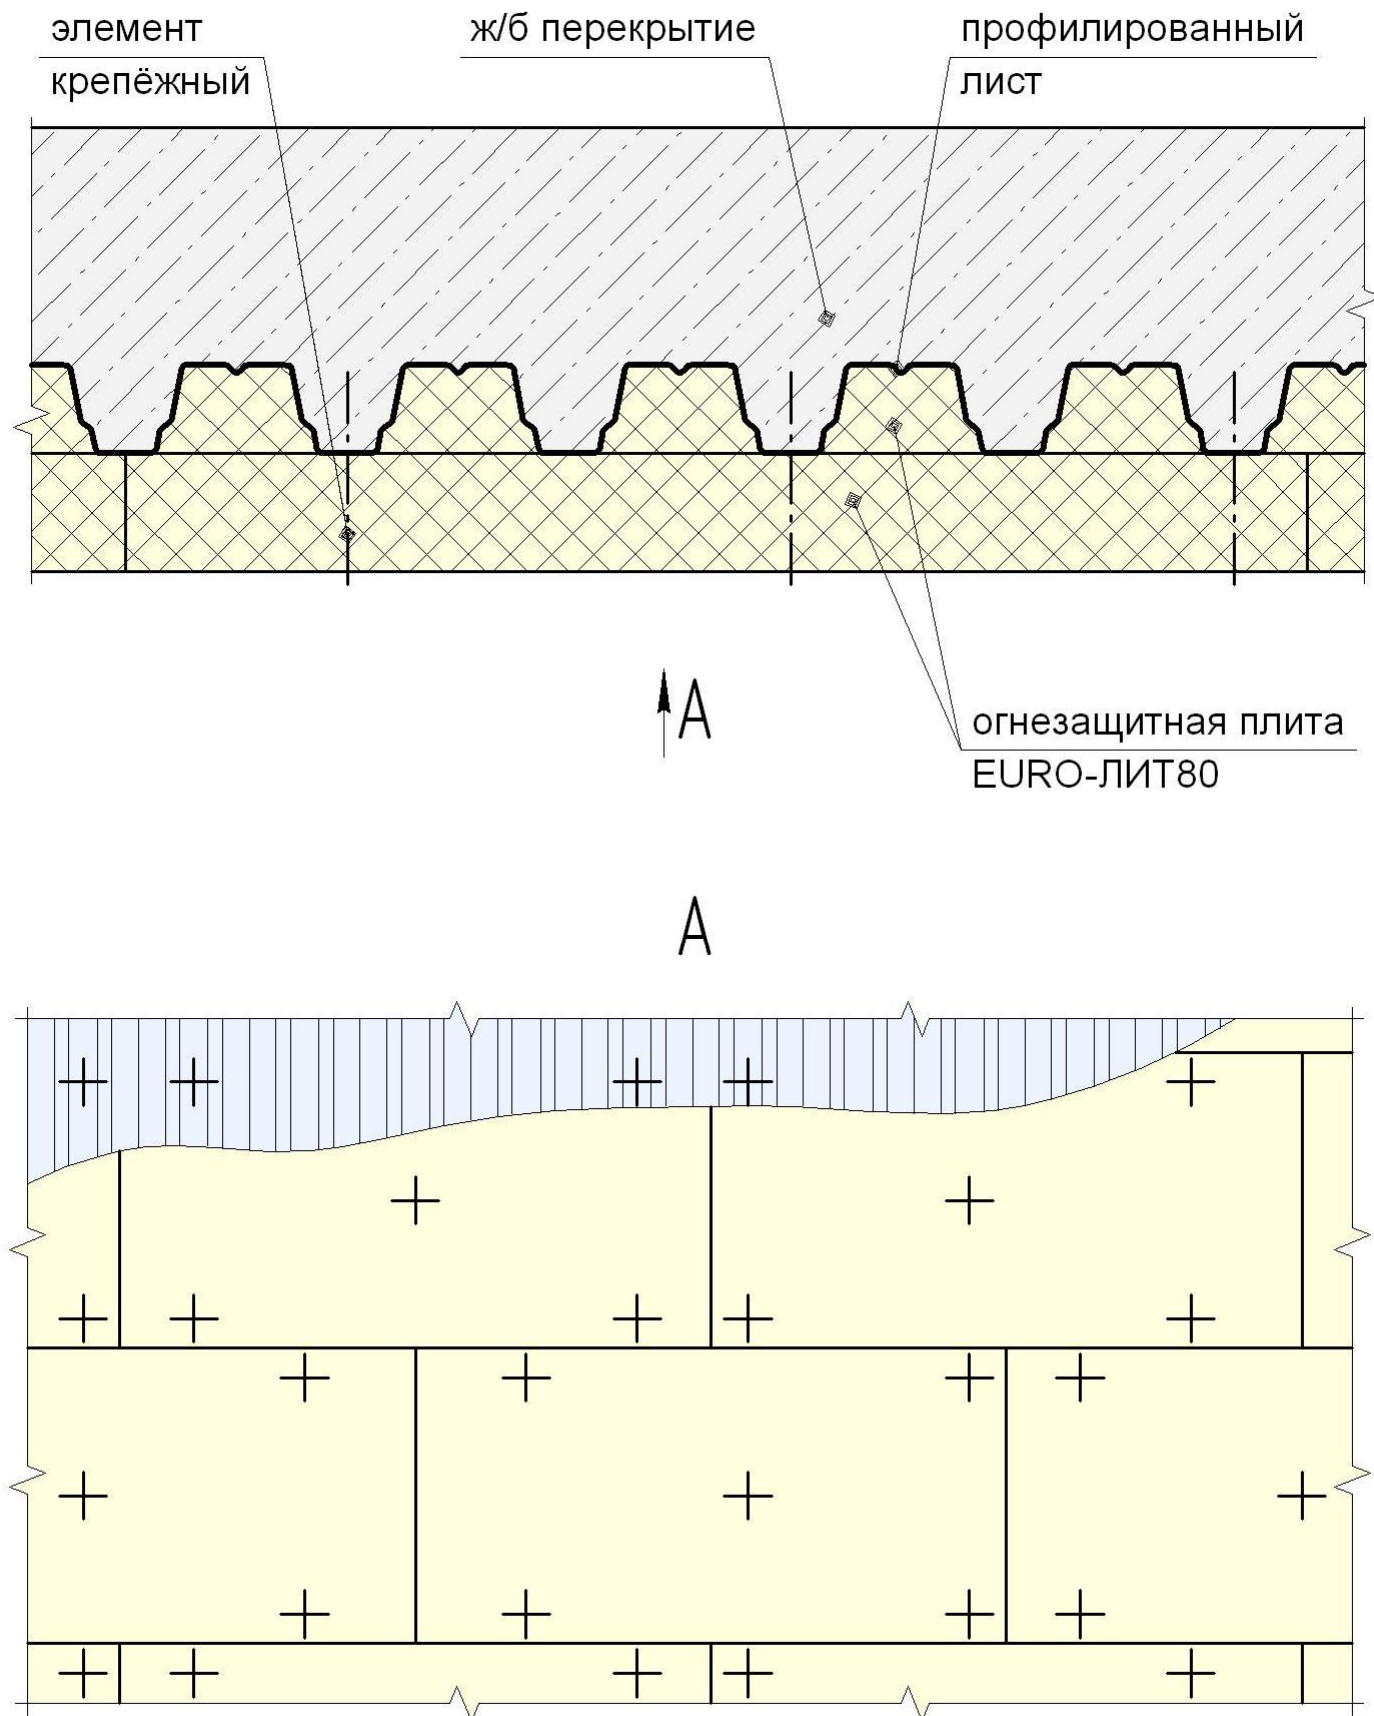 элемент
крепёжный
ж/б перекрытие
профилированный
лист
А
огнезащитная плита
EURO-ЛИТ80
А